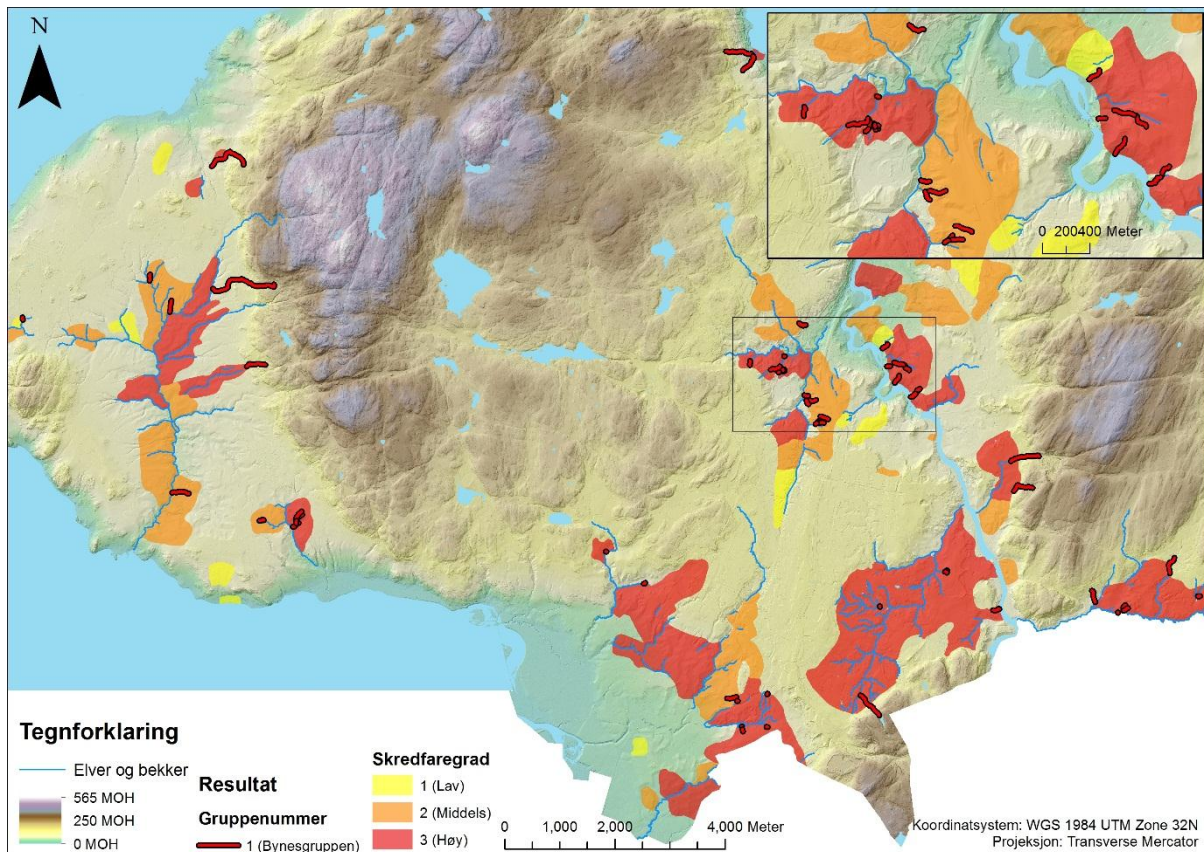 N
0 200400 Meter
Tegnforklaring
Elver og bekker
565 MOH
250 MOH
0 MOH
Resultat
Gruppenummer
1 (Bynesgruppen)
Skredfaregrad
1 (Lav)
2 (Middels)
3 (Høy)
0 1,000 2,000 4,000 Meter
Koordinatsystem: WGS 1984 UTM Zone 32N
Projeksjon: Transverse Mercator